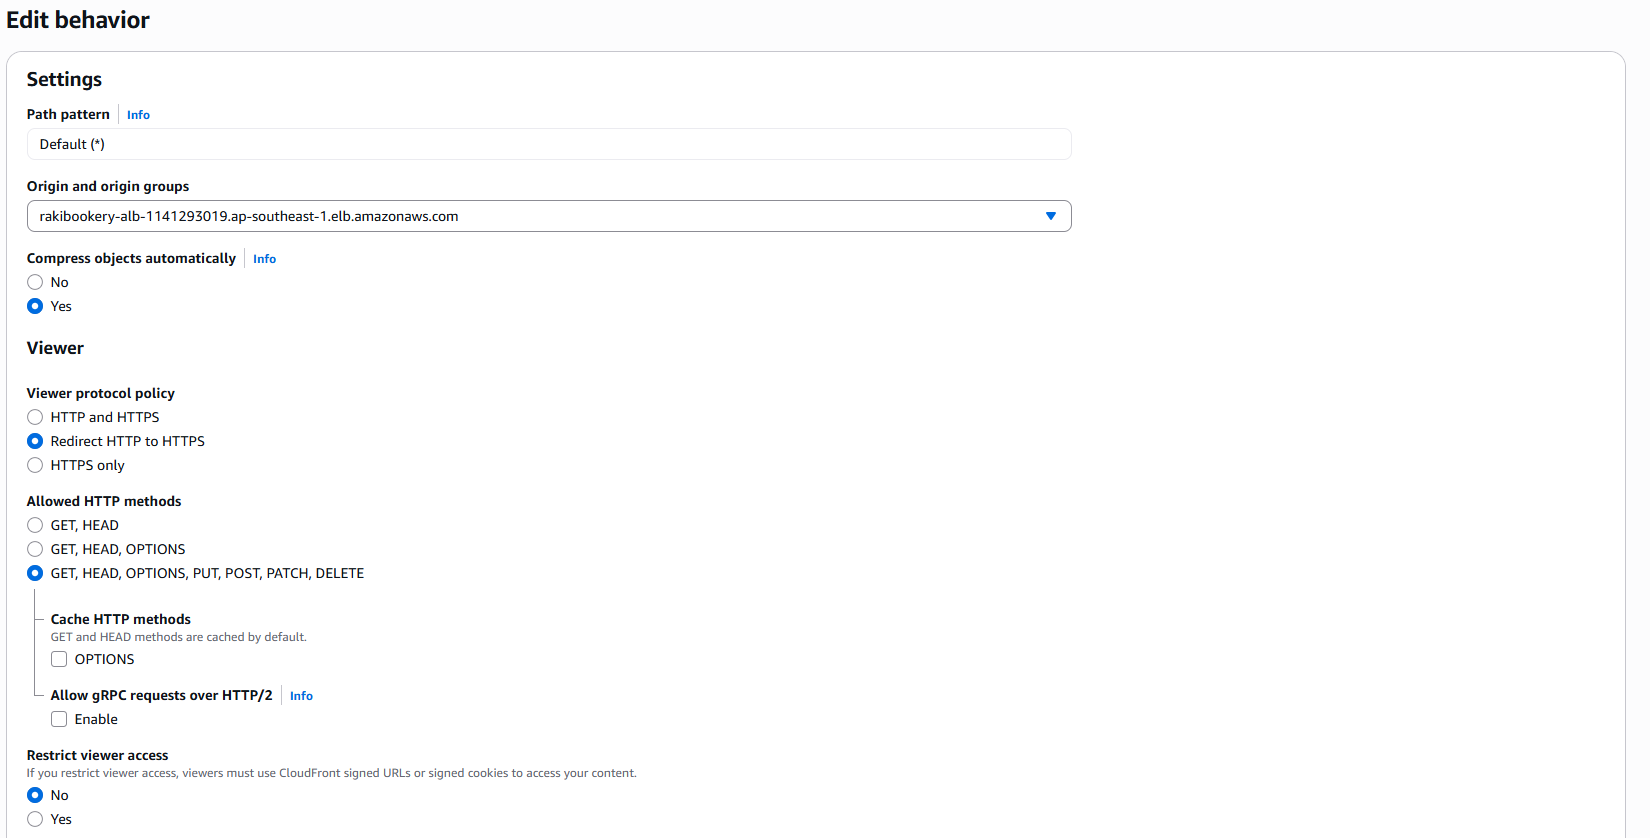 Edit behavior
Settings
Path pattern Info
Default (*)
Origin and origin groups
rakibookery-alb-1141293019.ap-southeast-1.elb.amazonaws.com
Compress objects automatically Info
No
Yes
Viewer
Viewer protocol policy
HTTP and HTTPS
Redirect HTTP to HTTPS
HTTPS only
Allowed HTTP methods
GET, HEAD
GET, HEAD, OPTIONS
GET, HEAD, OPTIONS, PUT, POST, PATCH, DELETE
Cache HTTP methods
GET and HEAD methods are cached by default.
OPTIONS
Allow gRPC requests over HTTP/2 Info
Enable
Restrict viewer access
If you restrict viewer access, viewers must use CloudFront signed URLs or signed cookies to access your content.
No
Yes